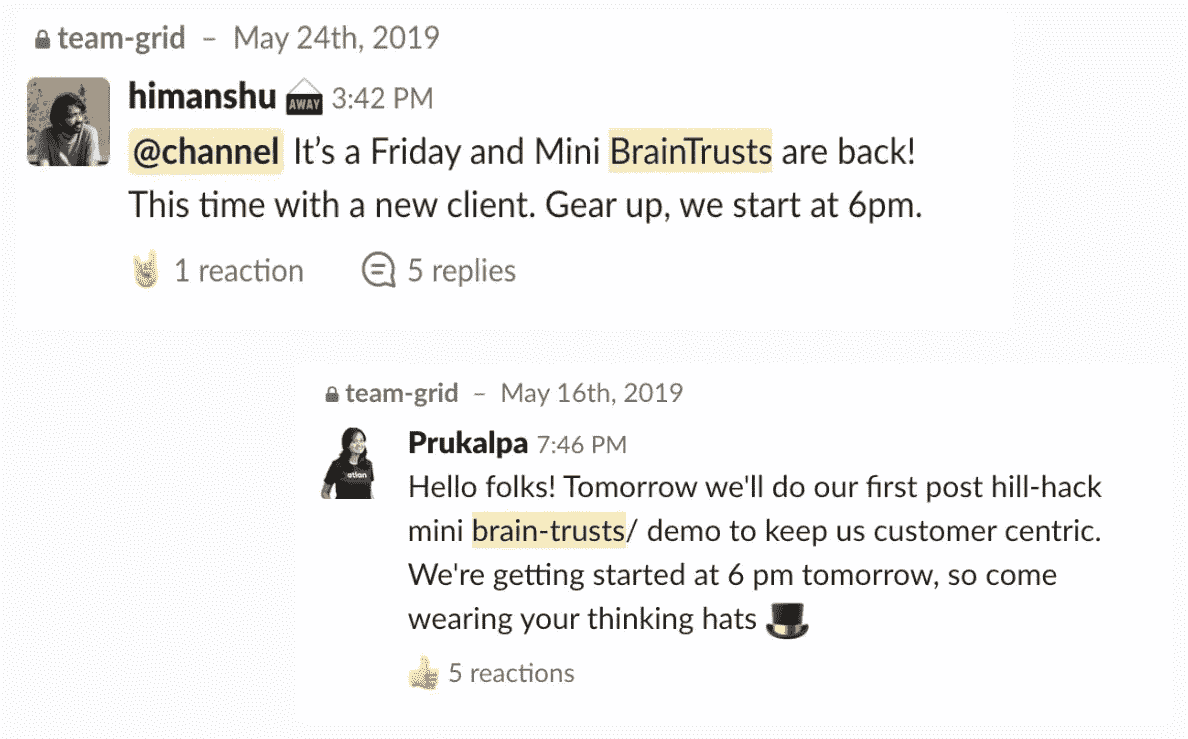 team-grid – May 24th, 2019
himanshu AWAY 3:42 PM
@channel It's a Friday and Mini BrainTrusts are back!
This time with a new client. Gear up, we start at 6pm.
1 reaction 5 replies
team-grid – May 16th, 2019
Prukalpa 7:46 PM
atlan
Hello folks! Tomorrow we'll do our first post hill-hack
mini brain-trusts/ demo to keep us customer centric.
We're getting started at 6 pm tomorrow, so come
wearing your thinking hats
5 reactions